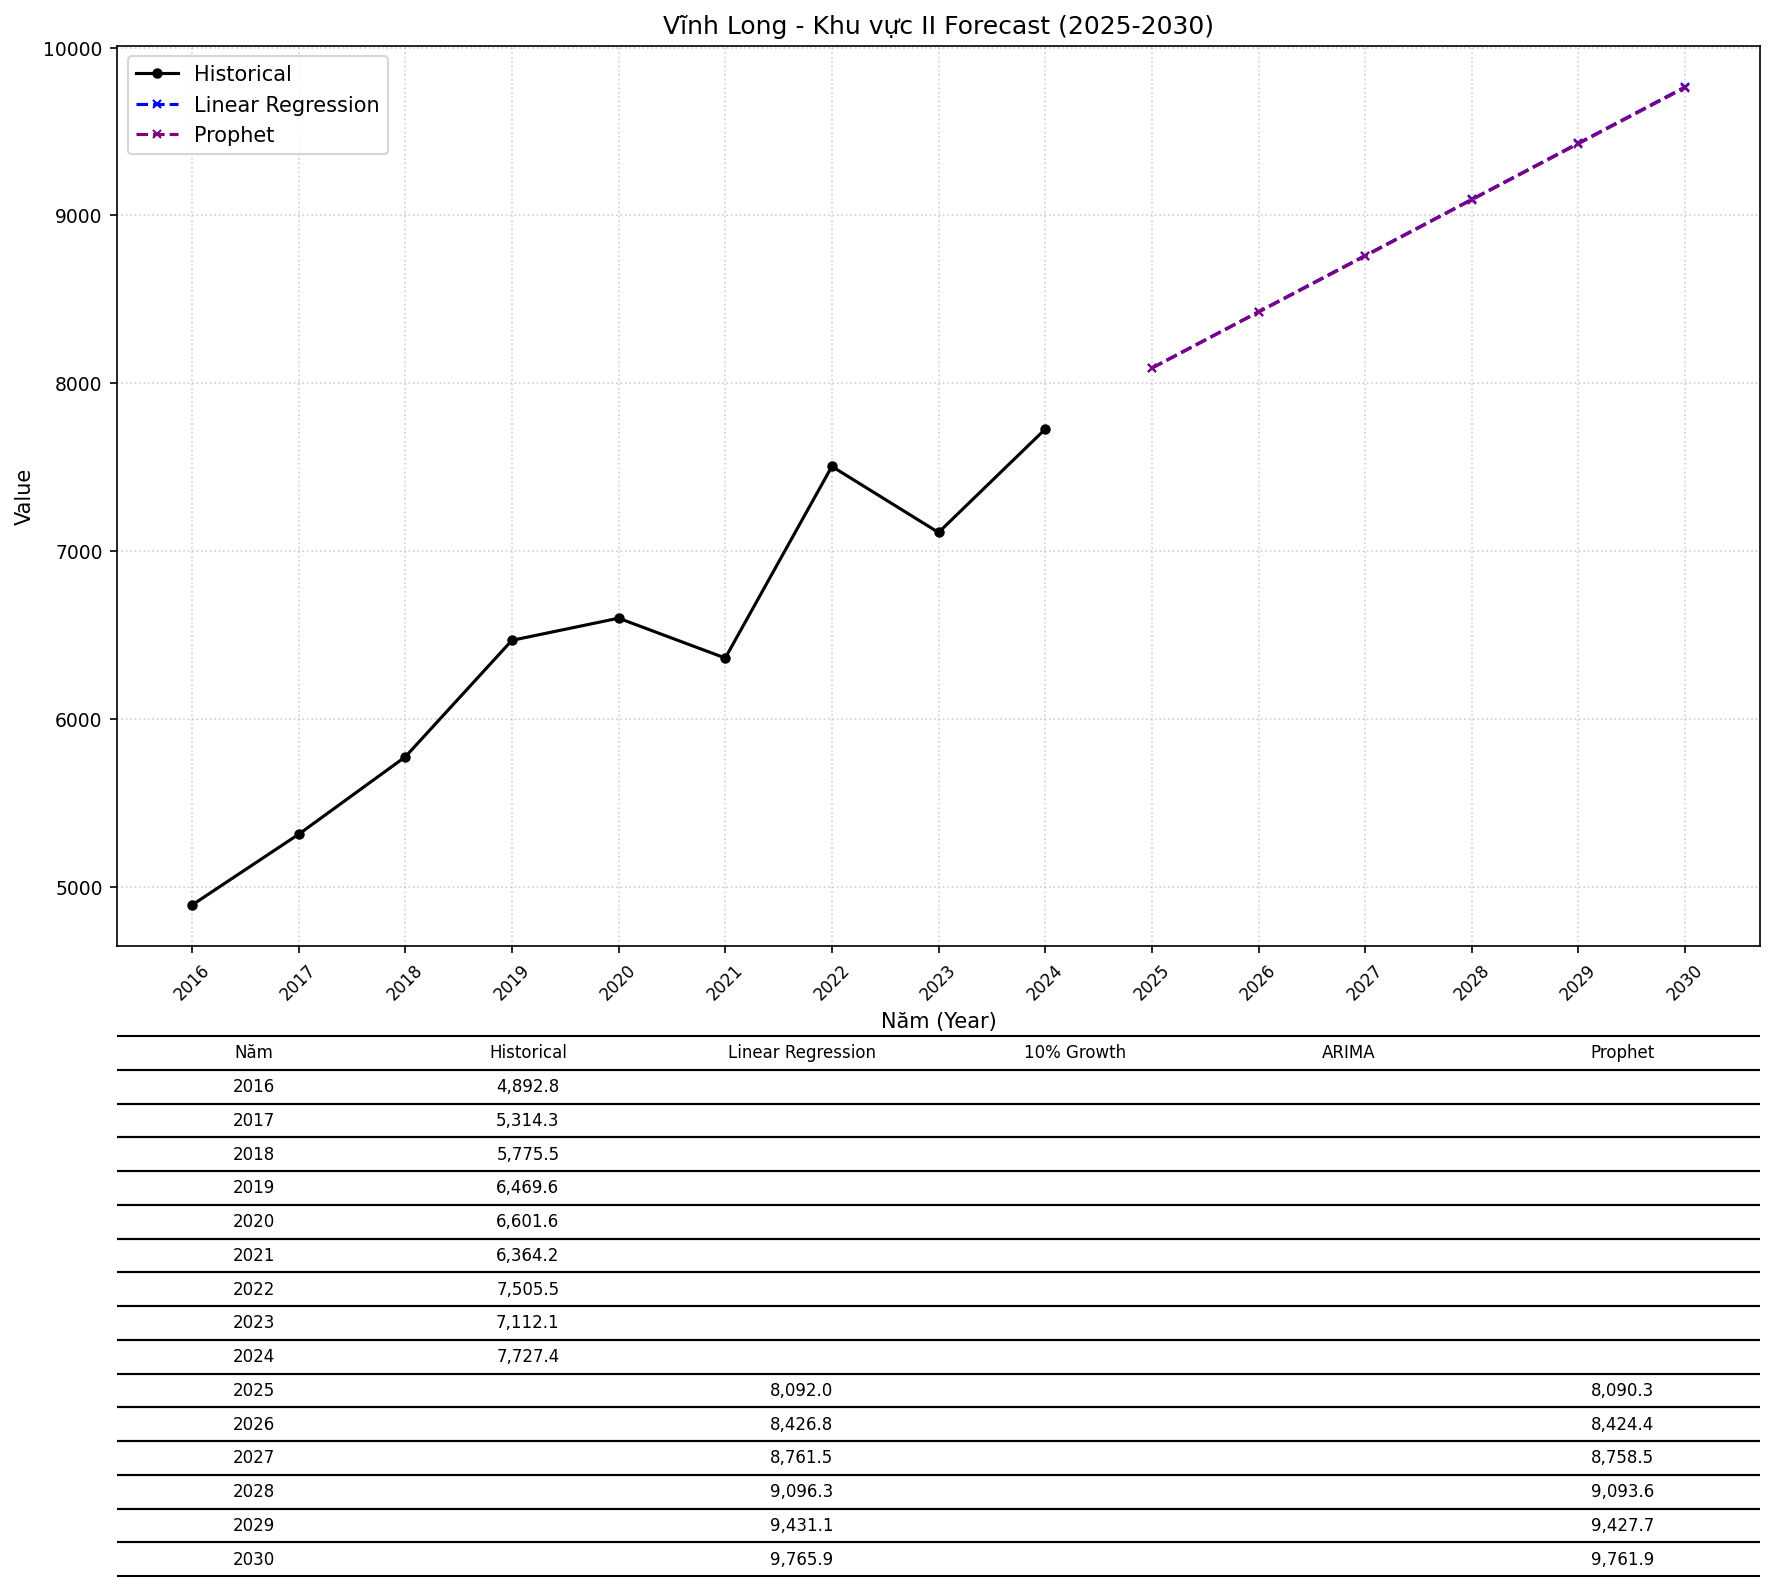 Vĩnh Long - Khu vực II Forecast (2025-2030)
10000
9000
8000
7000
6000
5000
Value
Historical
Linear Regression
Prophet
2016 2017 2018 2019 2020 2021 2022 2023 2024 2025 2026 2027 2028 2029 2030
Năm (Year)
Năm Historical Linear Regression 10% Growth ARIMA Prophet
2016 4,892.8
2017 5,314.3
2018 5,775.5
2019 6,469.6
2020 6,601.6
2021 6,364.2
2022 7,505.5
2023 7,112.1
2024 7,727.4
2025 8,092.0 8,090.3
2026 8,426.8 8,424.4
2027 8,761.5 8,758.5
2028 9,096.3 9,093.6
2029 9,431.1 9,427.7
2030 9,765.9 9,761.9